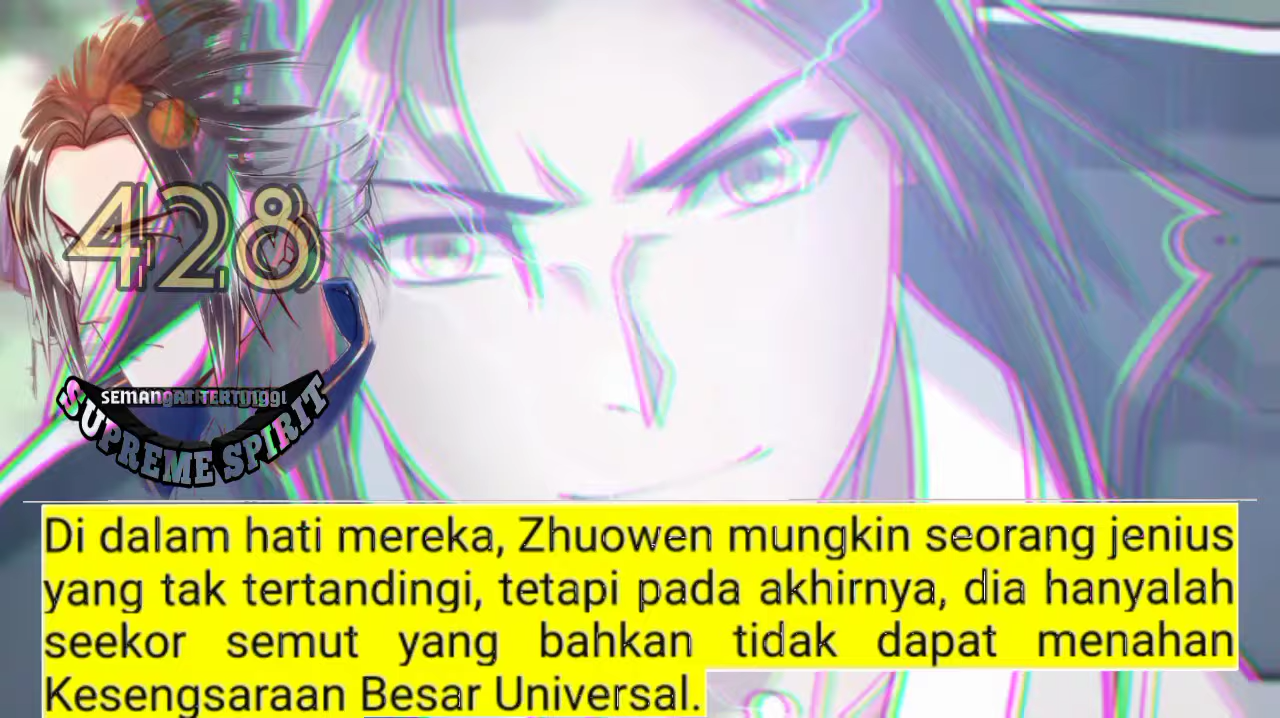 428
SEMANGAT TERTINGGI
SUPREME SPIRIT
Di dalam hati mereka, Zhuowen mungkin seorang jenius
yang tak tertandingi, tetapi pada akhirnya, dia hanyalah
seekor semut yang bahkan tidak dapat menahan
Kesengsaraan Besar Universal.